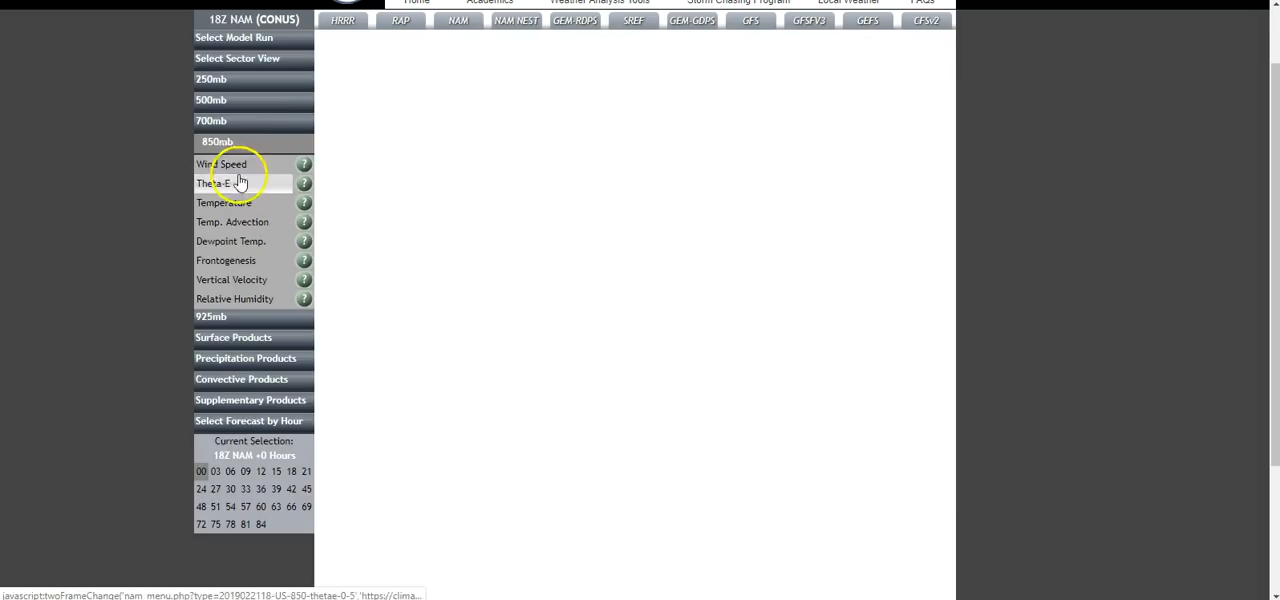 Home Academics Weather Analysis Tools Storm Chasing Program Local Weather FAQs
18Z NAM (CONUS) HRRR RAP NAM NAM NEST GEM-RDPS SREF GEM-GDPS GFS GFSFV3 GEFS CFSv2
Select Model Run
Select Sector View
250mb
500mb
700mb
850mb
Wind Speed ?
Theta-E ?
Temperature ?
Temp. Advection ?
Dewpoint Temp. ?
Frontogenesis ?
Vertical Velocity ?
Relative Humidity ?
925mb
Surface Products
Precipitation Products
Convective Products
Supplementary Products
Select Forecast by Hour
Current Selection:
18Z NAM +0 Hours
00 03 06 09 12 15 18 21
24 27 30 33 36 39 42 45
48 51 54 57 60 63 66 69
72 75 78 81 84
javascript:twoFrameChange('nam_menu.php?type=2019022118-US-850-thetae-0-5','https://clima...